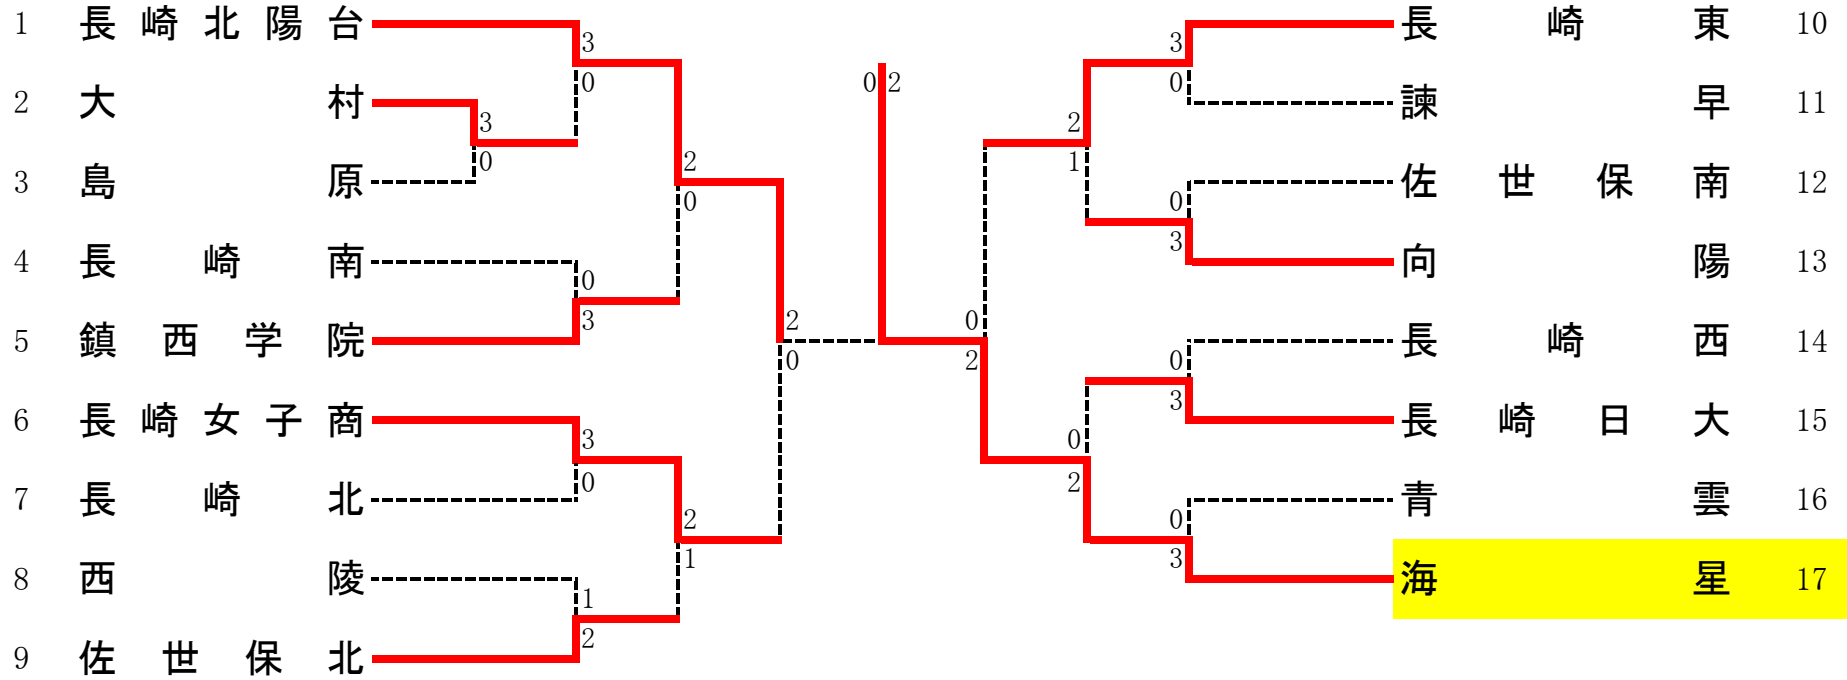 1 長崎北陽台
2 大村
3 島原
4 長崎南
5 鎮西学院
6 長崎女子商
7 長崎北
8 西陵
9 佐世保北
3
0
3
0
2
0
0
3
2
0
3
0
2
1
1
2
0 2
3
0
2
1
0
3
0
2
0
3
0
2
0
3
長崎東 10
諫早 11
佐世保南 12
向陽 13
長崎西 14
長崎日大 15
青雲 16
海星 17